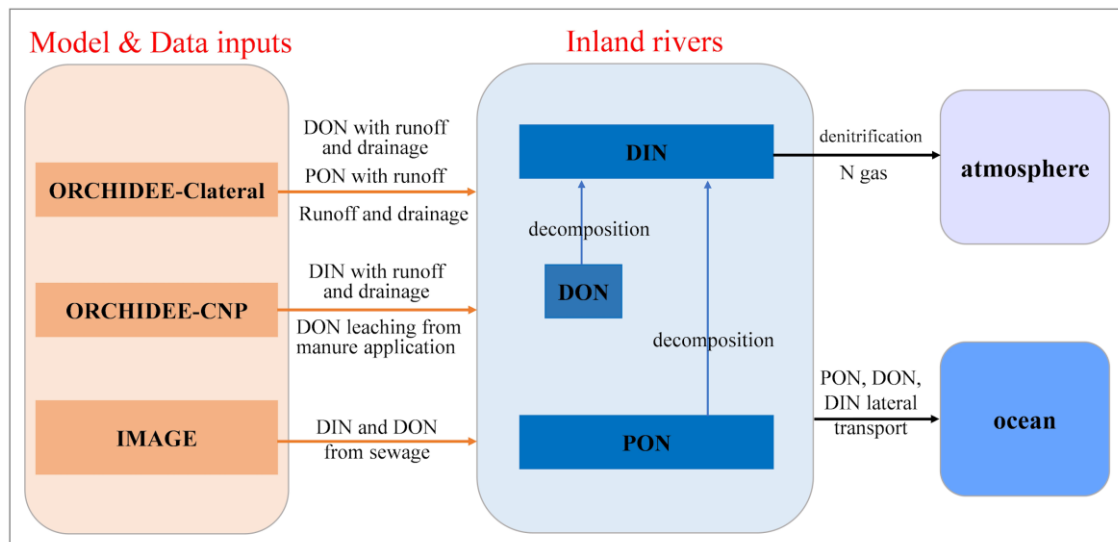 Model & Data inputs
Inland rivers
ORCHIDEE-Clateral
DON with runoff
and drainage
PON with runoff
Runoff and drainage
ORCHIDEE-CNP
DIN with runoff
and drainage
DON leaching from
manure application
IMAGE
DIN and DON
from sewage
DIN
decomposition
DON
decomposition
PON
denitrification
N gas
atmosphere
PON, DON,
DIN lateral
transport
ocean